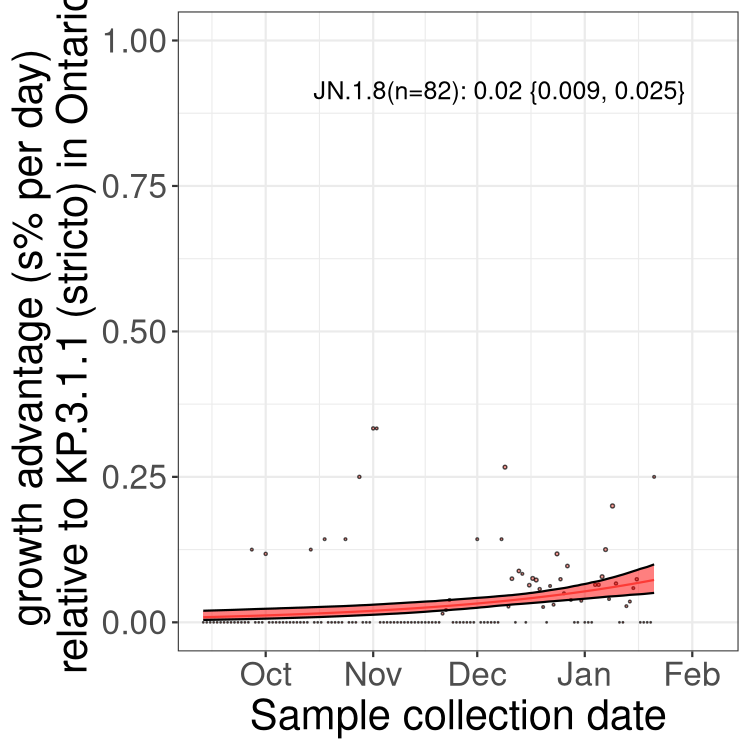 growth advantage (s% per day)
relative to KP.3.1.1 (stricto) in Ontario
1.00
0.75
0.50
0.25
0.00
JN.1.8(n=82): 0.02 {0.009, 0.025}
Oct Nov Dec Jan Feb
Sample collection date